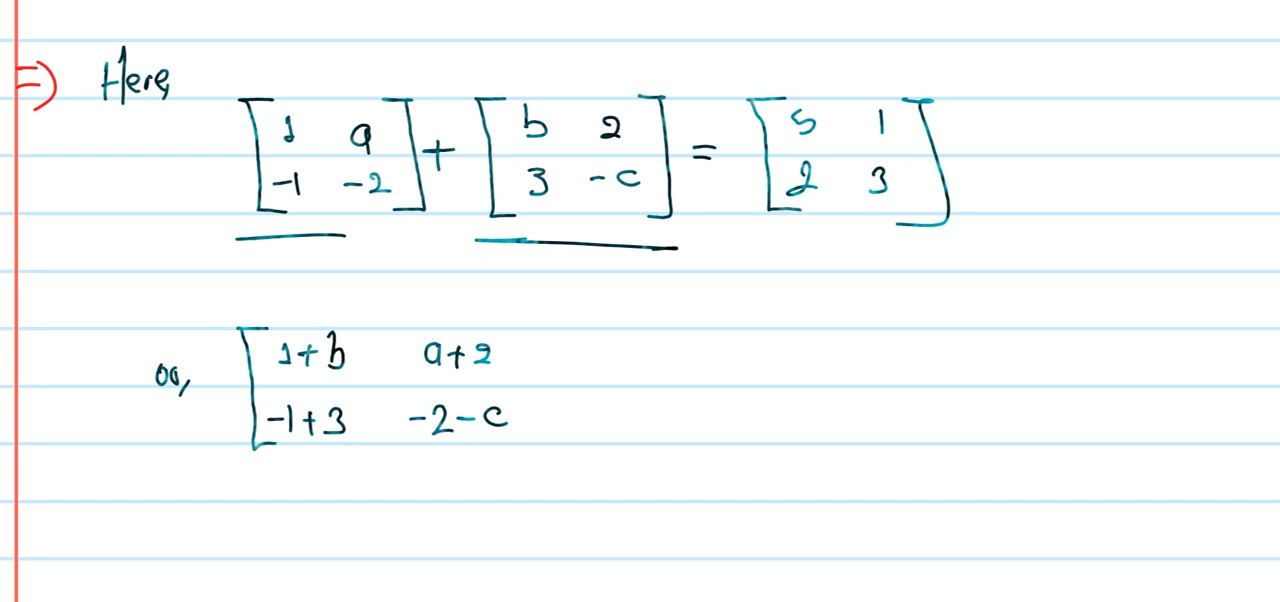 => Here,
[1 a -1 -2] + [b 2 3 -c] = [5 1 2 3]
or, [1+b a+2
-1+3 -2-c